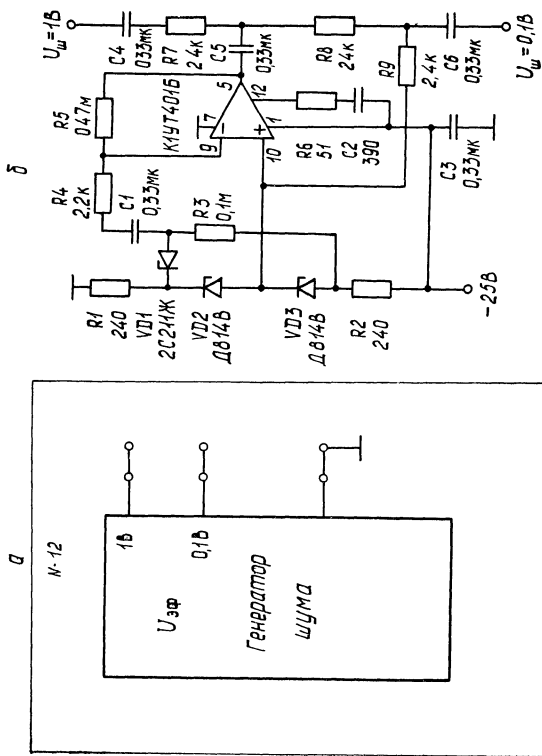 а
N-12
Генератор
шума
Uэф
1В
0,1В
б
R1
240
VD1
2С211Ж
VD2
Д814В
VD3
Д814В
R2
240
-25В
R4
2.2к
C1
0,33мк
R3
0,1м
R5
0,47м
К1УТ401Б
7
9
10
5
12
1
R6
51
C2
390
C3
0,33мк
Uш=1В
C4
0,33мк
R7
24к
C5
0,33мк
R8
24к
R9
2,4к
C6
0,33мк
Uш=0,1В